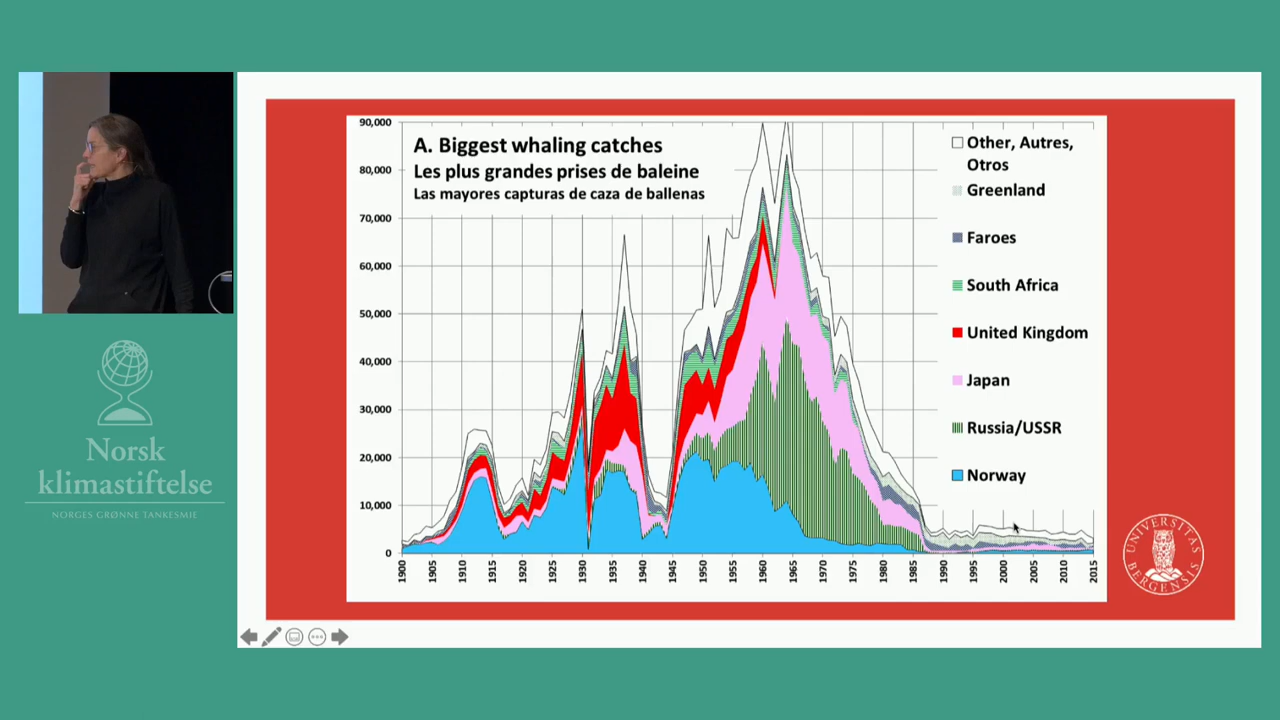 A. Biggest whaling catches
Les plus grandes prises de baleine
Las mayores capturas de caza de ballenas
90,000
80,000
70,000
60,000
50,000
40,000
30,000
20,000
10,000
0
1900
1905
1910
1915
1920
1925
1930
1935
1940
1945
1950
1955
1960
1965
1970
1975
1980
1985
1990
1995
2000
2005
2010
2015
Other, Autres,
Otros
Greenland
Faroes
South Africa
United Kingdom
Japan
Russia/USSR
Norway
Norsk
klimastiftelse
NORGES GRØNNE TANKESMIE
UNIVERSITAS
BERGENSIS